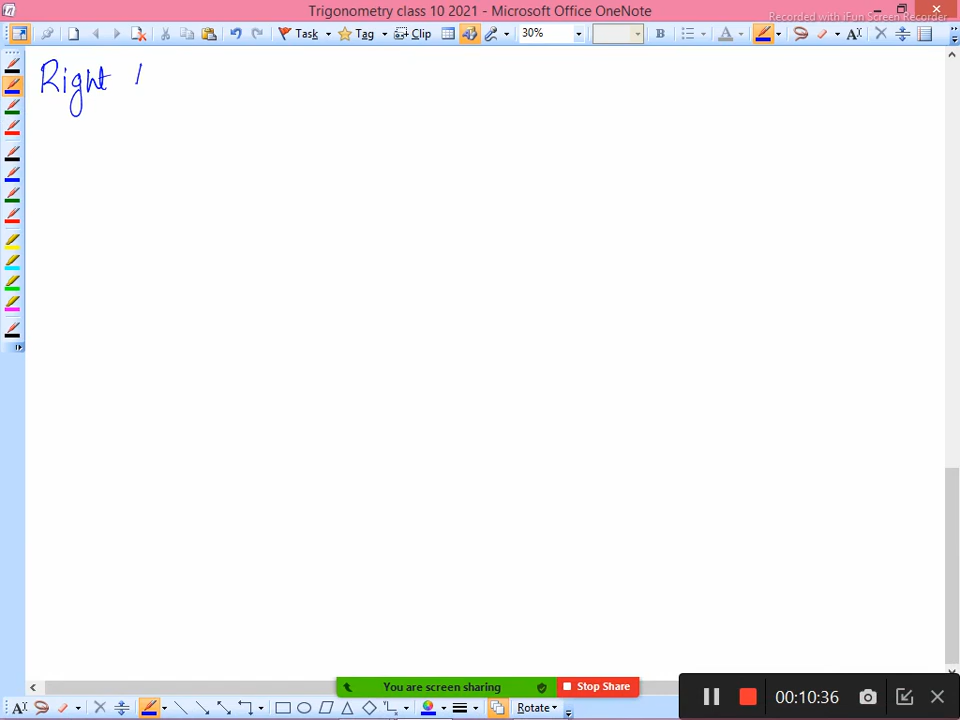 Trigonometry class 10 2021 - Microsoft Office OneNote
Recorded with iFun Screen Recorder
Task Tag Clip 30% B A A
Right
You are screen sharing Stop Share
A Rotate
00:10:36